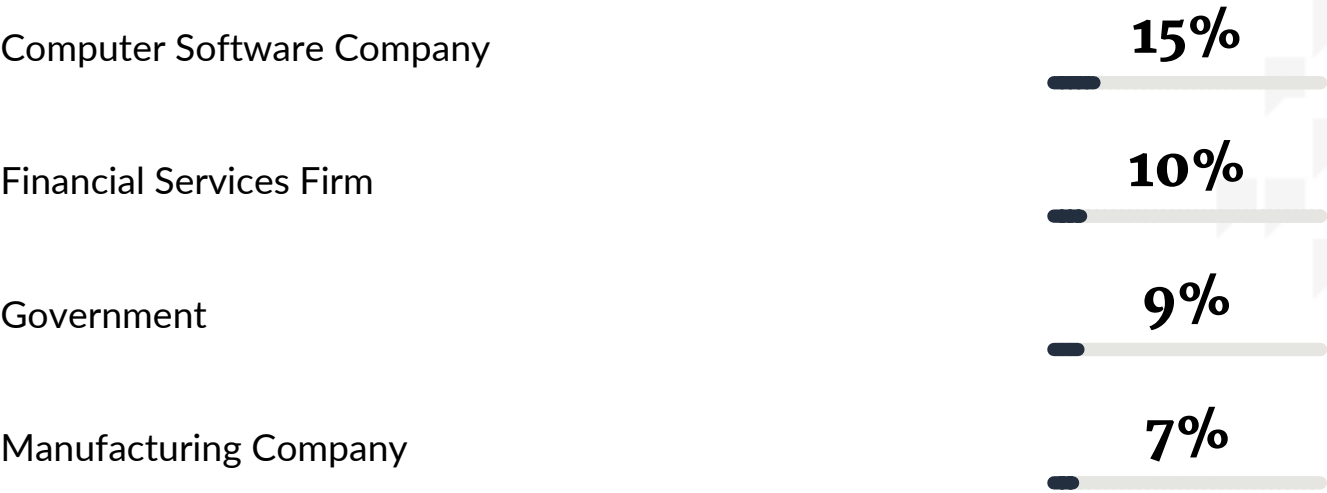 Computer Software Company 15%
Financial Services Firm 10%
Government 9%
Manufacturing Company 7%